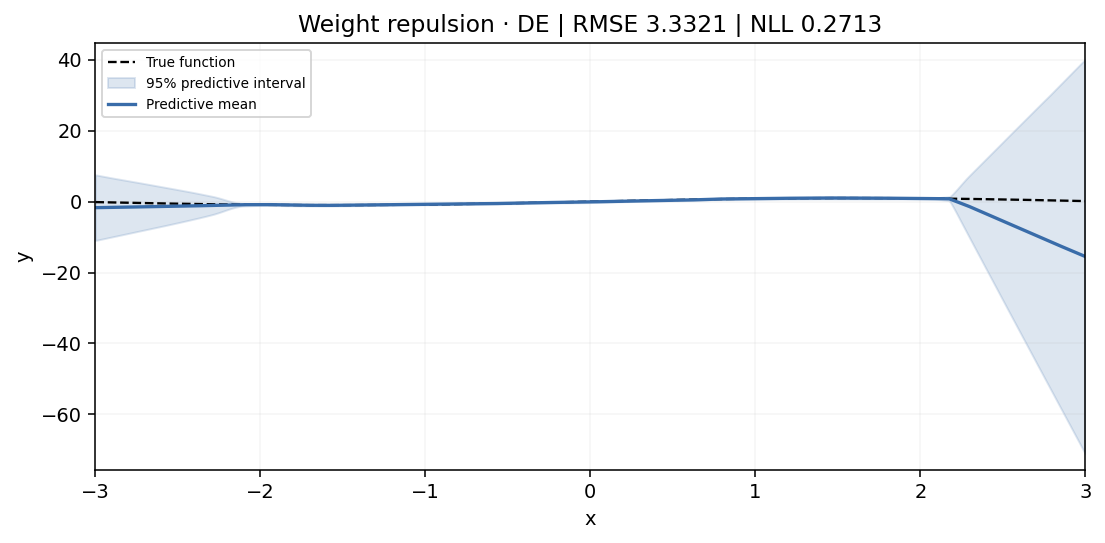 Weight repulsion · DE | RMSE 3.3321 | NLL 0.2713
True function
95% predictive interval
Predictive mean
40
20
0
−20
−40
−60
y
−3
−2
−1
0
1
2
3
x